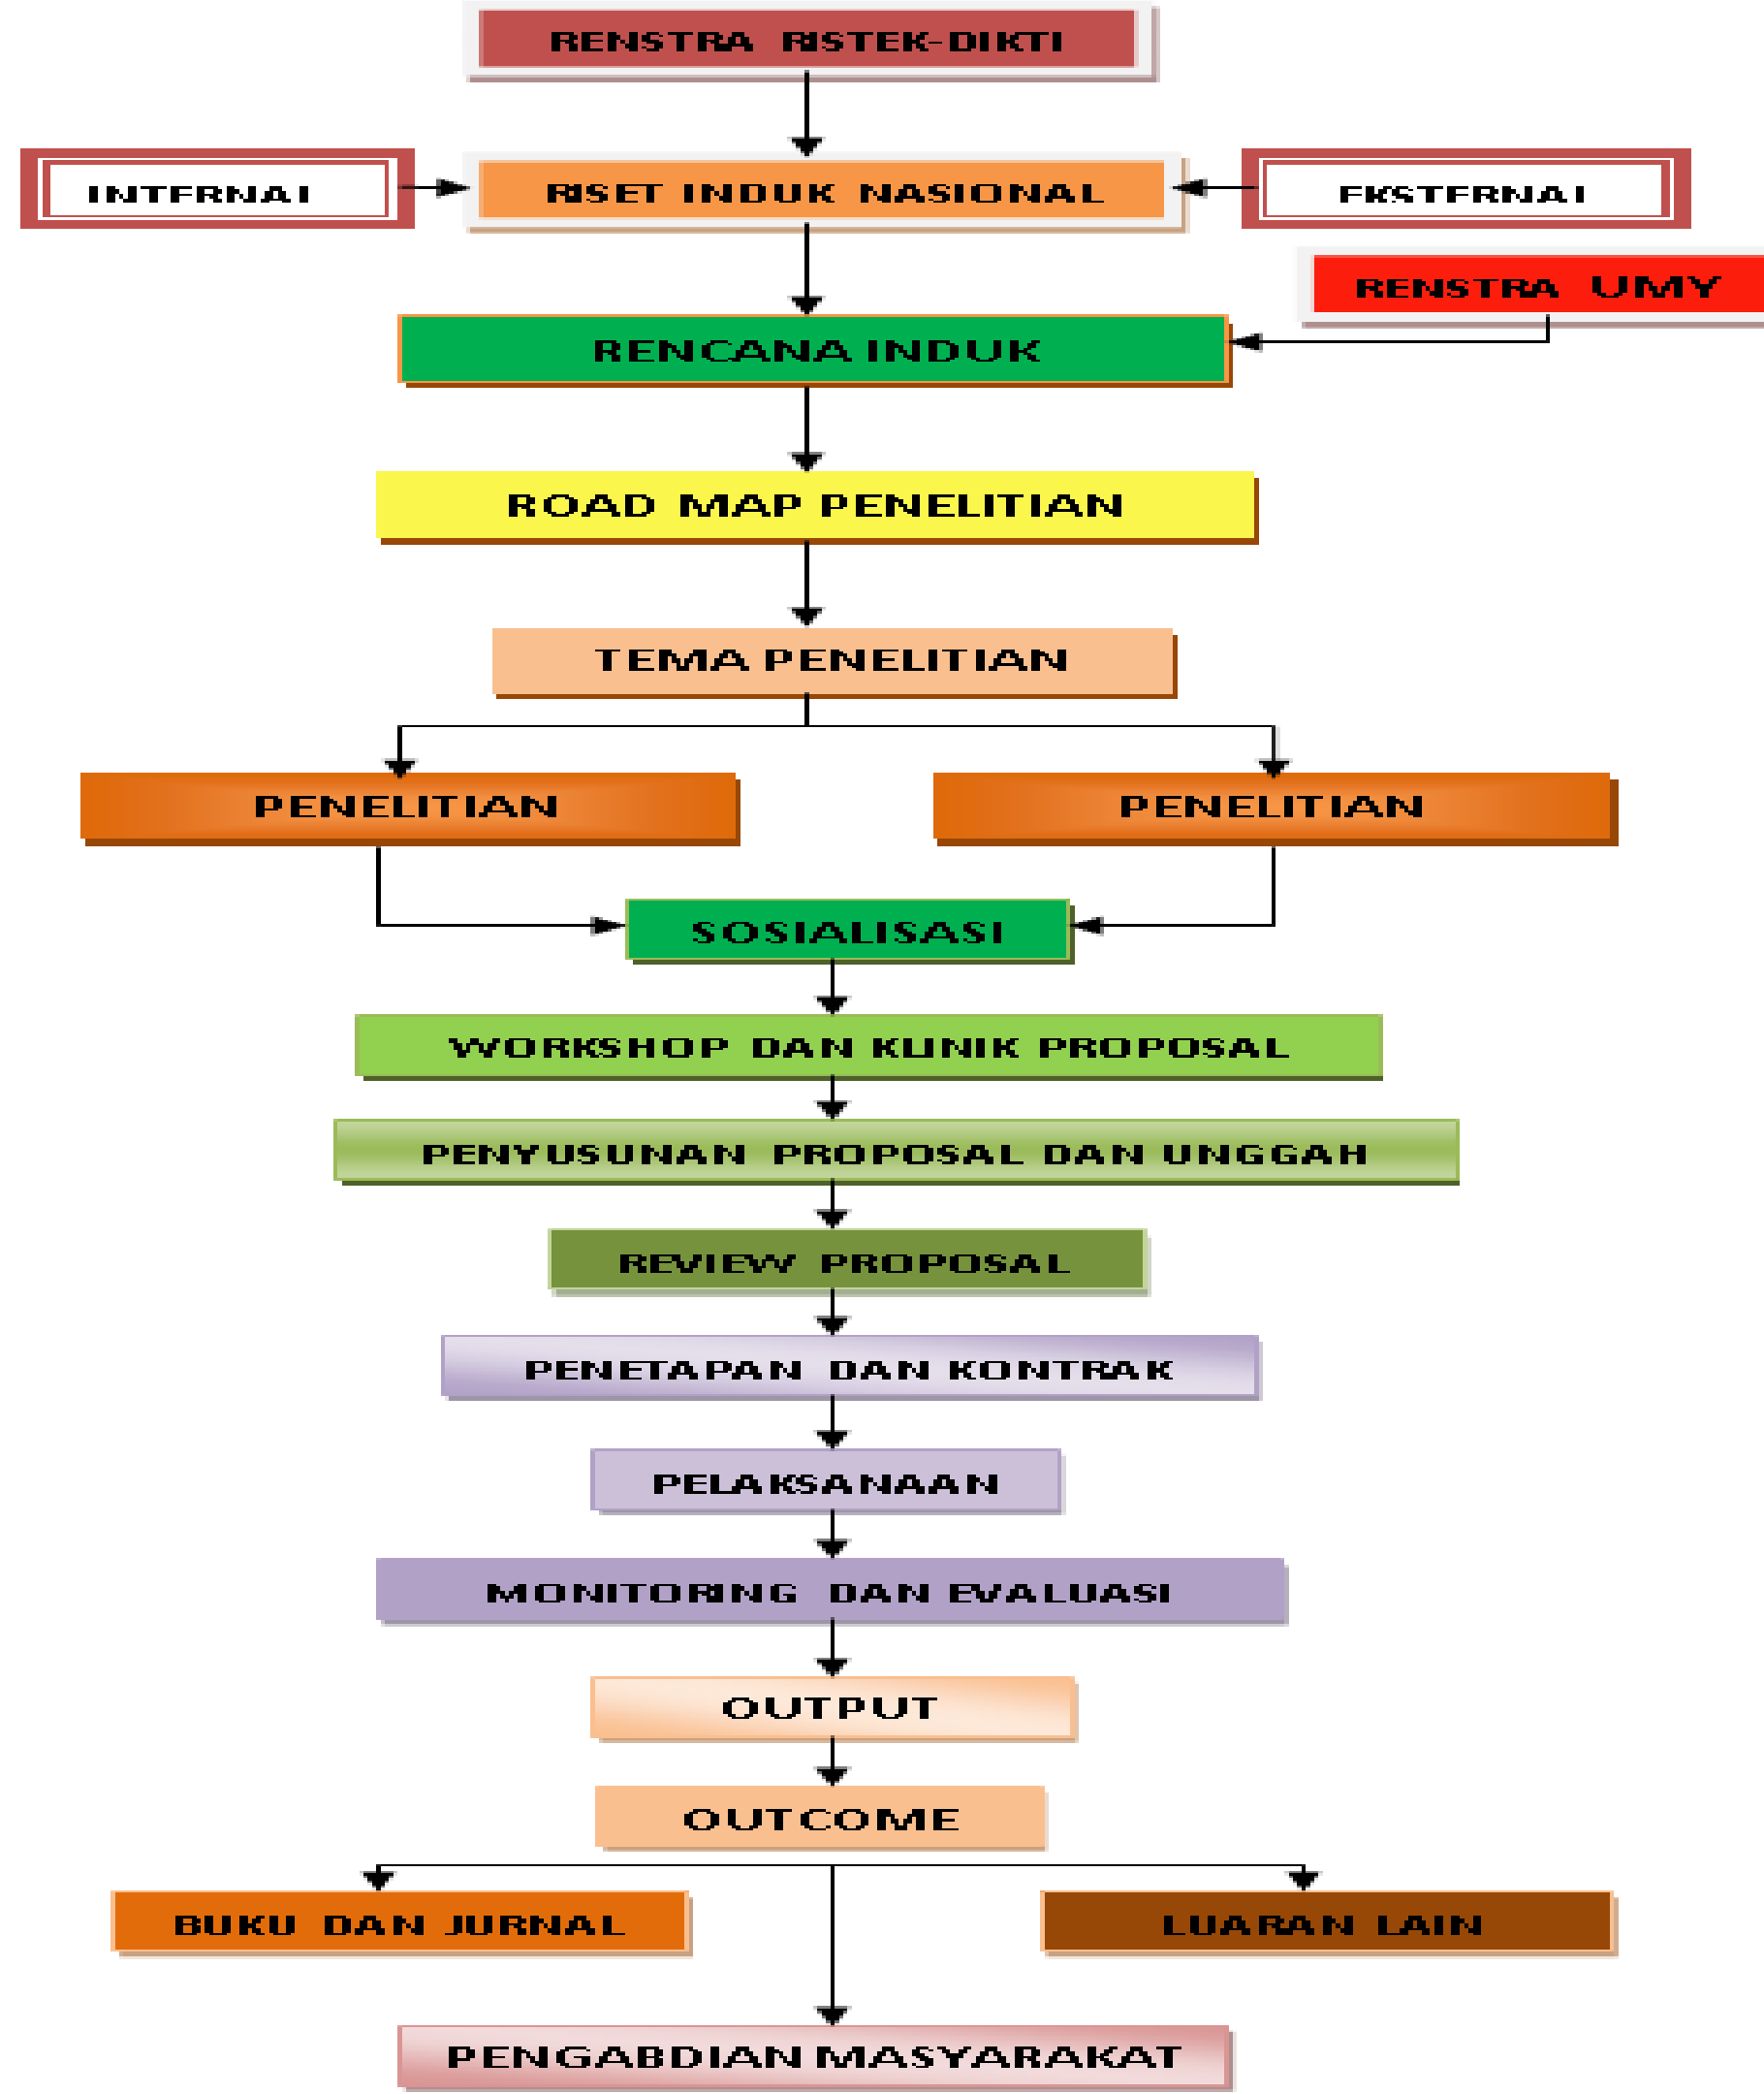 RENSTRA RISTEK-DIKTI
INTERNAL
RISET INDUK NASIONAL
EKSTERNAL
RENSTRA UMY
RENCANA INDUK
ROAD MAP PENELITIAN
TEMA PENELITIAN
PENELITIAN
PENELITIAN
SOSIALISASI
WORKSHOP DAN KLINIK PROPOSAL
PENYUSUNAN PROPOSAL DAN UNGGAH
REVIEW PROPOSAL
PENETAPAN DAN KONTRAK
PELAKSANAAN
MONITORING DAN EVALUASI
OUTPUT
OUTCOME
BUKU DAN JURNAL
LUARAN LAIN
PENGABDIAN MASYARAKAT